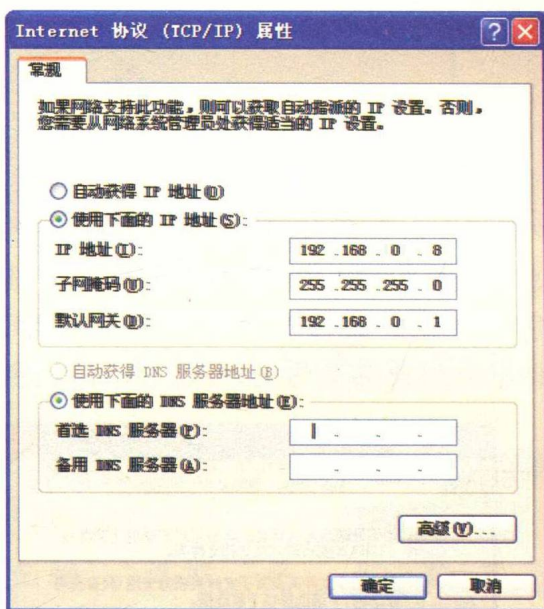 Internet 协议 (TCP/IP) 属性
常规
如果网络支持此功能，则可以获取自动指派的 IP 设置。否则，
您需要从网络系统管理员处获得适当的 IP 设置。
自动获得 IP 地址(O)
使用下面的 IP 地址(S):
IP 地址(I): 192 .168 . 0 . 8
子网掩码(U): 255 .255 .255 . 0
默认网关(D): 192 .168 . 0 . 1
自动获得 DNS 服务器地址(B)
使用下面的 DNS 服务器地址(E):
首选 DNS 服务器(P): . . .
备用 DNS 服务器(A): . . .
高级(V)...
确定 取消